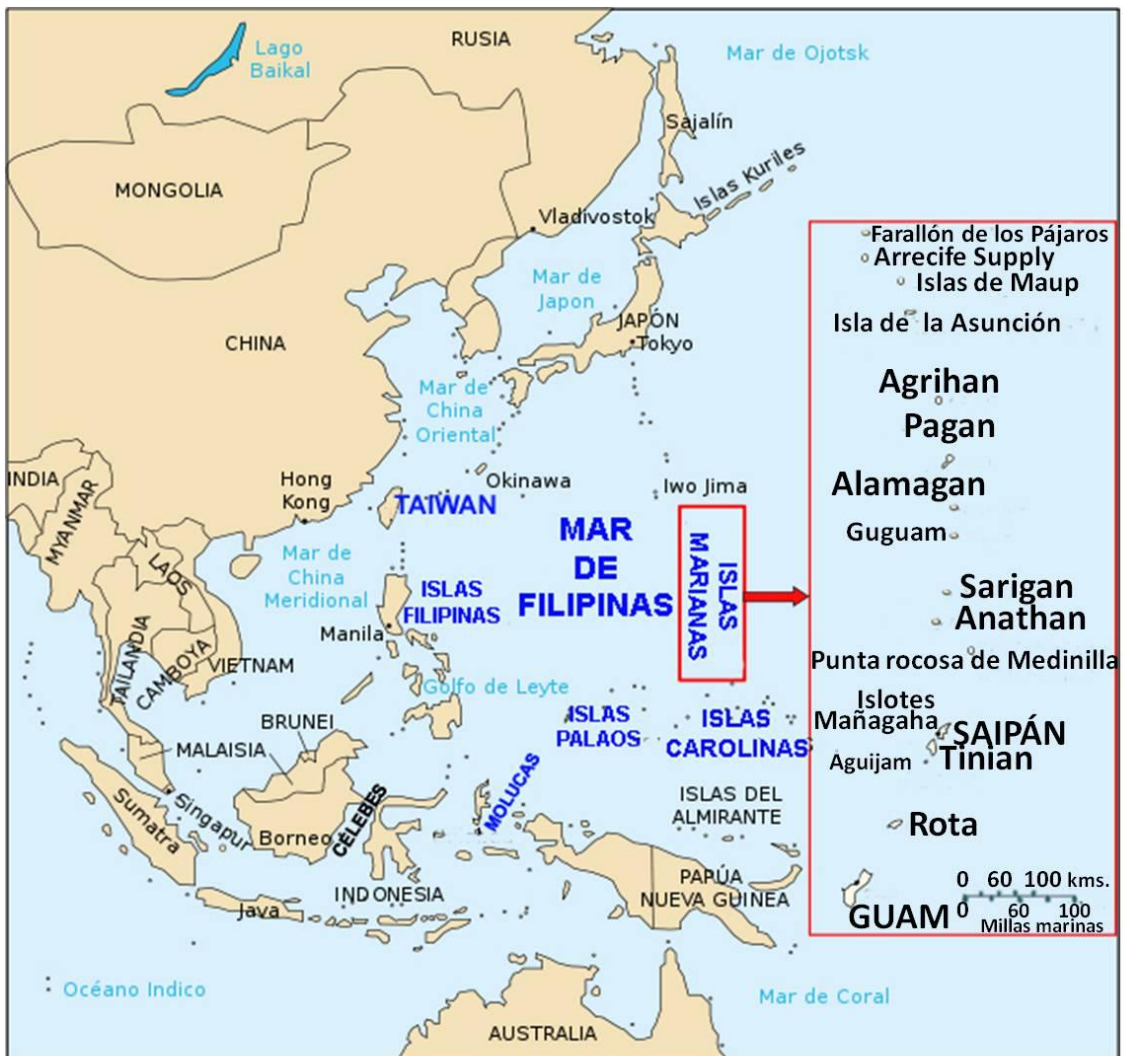 Lago
Baikal
RUSIA
Mar de Ojotsk
Sajalín
MONGOLIA
Islas Kuriles
Vladivostok
Mar de
Japon
JAPÓN
Tokyo
CHINA
Mar de
China
Oriental
INDIA
MYANMAR
Hong
Kong
Okinawa
Iwo Jima
TAIWAN
LAOS
Mar de
China
Meridional
ISLAS
FILIPINAS
MAR
DE
FILIPINAS
ISLAS
MARIANAS
Manila
TAILANDIA
CAMBOYA
VIETNAM
Golfo de Leyte
BRUNEI
MALAISIA
ISLAS
PALAOS
ISLAS
CAROLINAS
Sumatra
Singapur
Borneo
CÉLEBES
MOLUCAS
ISLAS DEL
ALMIRANTE
INDONESIA
Java
PAPÚA
NUEVA GUINEA
Océano Indico
Mar de Coral
AUSTRALIA
Farallón de los Pájaros
Arrecife Supply
Islas de Maup
Isla de la Asunción
Agrihan
Pagan
Alamagan
Guguam
Sarigan
Anathan
Punta rocosa de Medinilla
Islotes
Mañagaha
SAIPÁN
Tinian
Aguijam
Rota
GUAM
0 60 100 kms.
0 60 100
Millas marinas